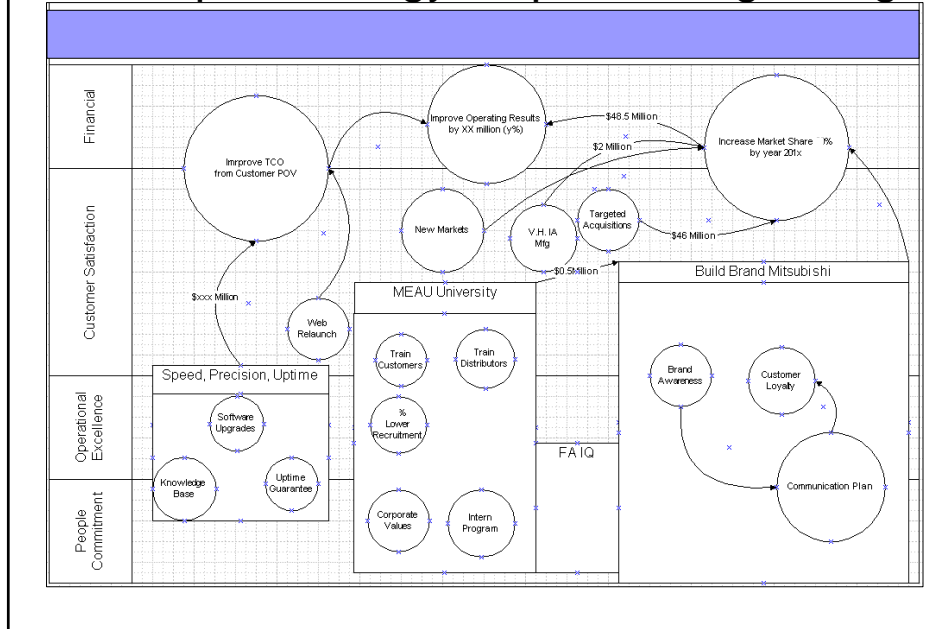 Financial
Improve Operating Results
by XX million (y%)
$48.5 Million
Increase Market Share %
by year 201x
$2 Million
Imrprove TCO
from Customer POV
Customer Satisfaction
New Markets
V.H. IA
Mfg
Targeted
Acquisitions
$46 Million
$0.5Million
Build Brand Mitsubishi
MEAU University
$xxx Million
Web
Relaunch
Train
Customers
Train
Distributors
Brand
Awareness
Customer
Loyalty
Speed, Precision, Uptime
Operational
Excellence
Software
Upgrades
%
Lower
Recruitment
FA IQ
Knowledge
Base
Uptime
Guarantee
Communication Plan
People
Commitment
Corporate
Values
Intern
Program